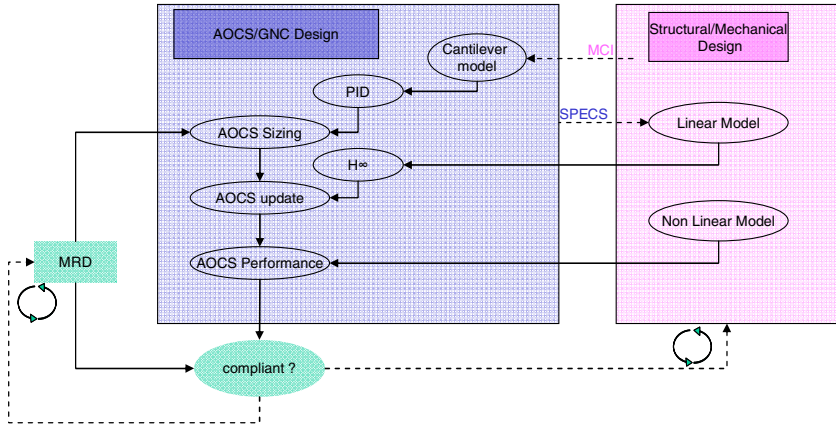 AOCS/GNC Design
Structural/Mechanical
Design
Cantilever
model
MCI
PID
SPECS
AOCS Sizing
Linear Model
H∞
AOCS update
Non Linear Model
MRD
AOCS Performance
compliant ?